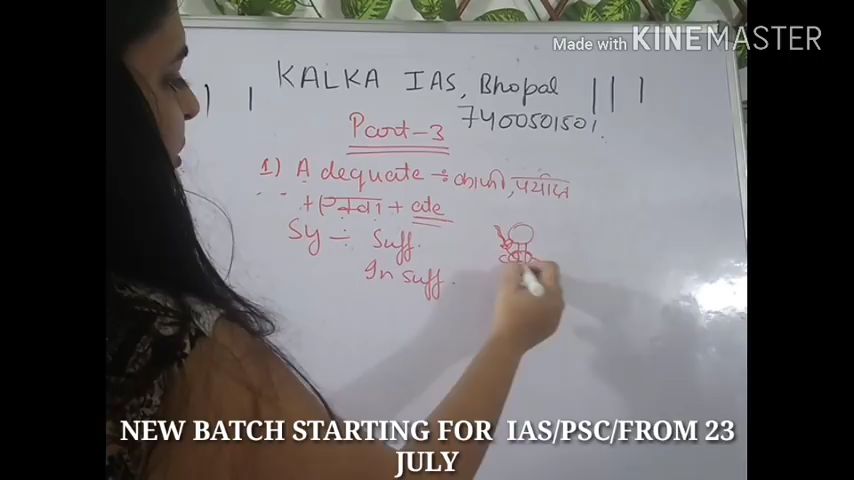 Made with KINEMASTER
KALKA IAS, Bhopal
7400501501
Part-3
1) Adequate ÷ काफी, पर्याप्त
+ ate
Sy ÷ Suff.
In suff.
NEW BATCH STARTING FOR IAS/PSC/FROM 23
JULY